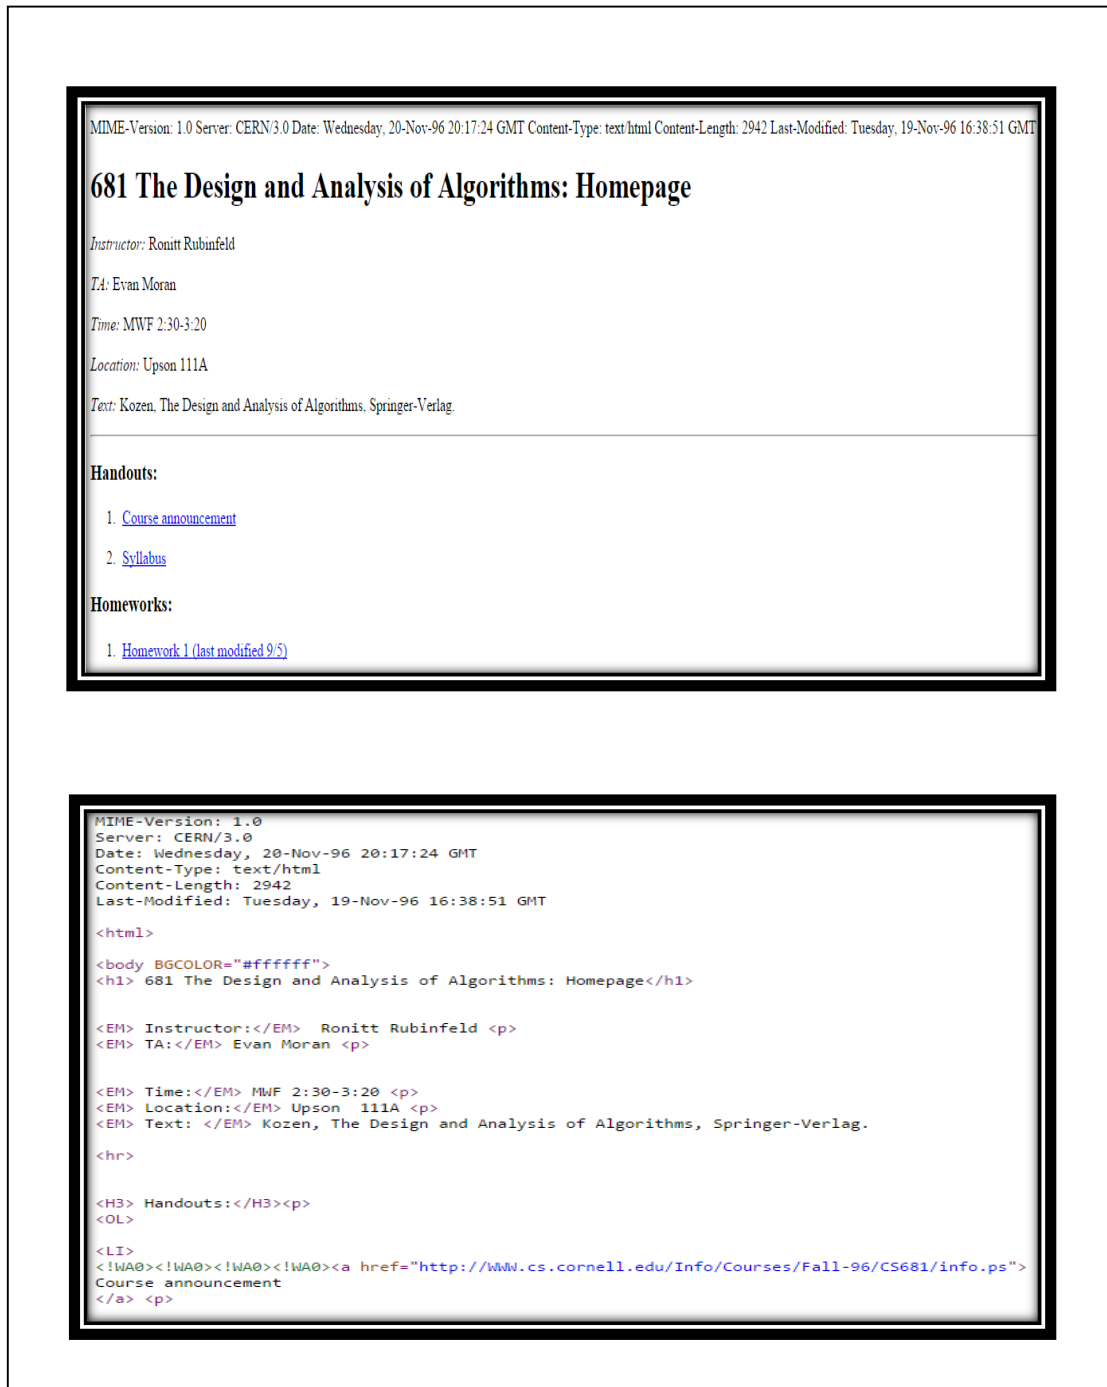 MIME-Version: 1.0 Server: CERN/3.0 Date: Wednesday, 20-Nov-96 20:17:24 GMT Content-Type: text/html Content-Length: 2942 Last-Modified: Tuesday, 19-Nov-96 16:38:51 GMT
681 The Design and Analysis of Algorithms: Homepage
Instructor: Ronitt Rubinfeld
TA: Evan Moran
Time: MWF 2:30-3:20
Location: Upson 111A
Text: Kozen, The Design and Analysis of Algorithms, Springer-Verlag.
Handouts:
1. Course announcement
2. Syllabus
Homeworks:
1. Homework 1 (last modified 9/5)
MIME-Version: 1.0
Server: CERN/3.0
Date: Wednesday, 20-Nov-96 20:17:24 GMT
Content-Type: text/html
Content-Length: 2942
Last-Modified: Tuesday, 19-Nov-96 16:38:51 GMT
<html>
<body BGCOLOR="#ffffff">
<h1> 681 The Design and Analysis of Algorithms: Homepage</h1>
<EM> Instructor:</EM>  Ronitt Rubinfeld <p>
<EM> TA:</EM> Evan Moran <p>
<EM> Time:</EM> MWF 2:30-3:20 <p>
<EM> Location:</EM> Upson  111A <p>
<EM> Text: </EM> Kozen, The Design and Analysis of Algorithms, Springer-Verlag.
<hr>
<H3> Handouts:</H3><p>
<OL>
<LI>
<!WA0><!WA0><!WA0><!WA0><a href="http://WWW.cs.cornell.edu/Info/Courses/Fall-96/CS681/info.ps">
Course announcement
</a> <p>